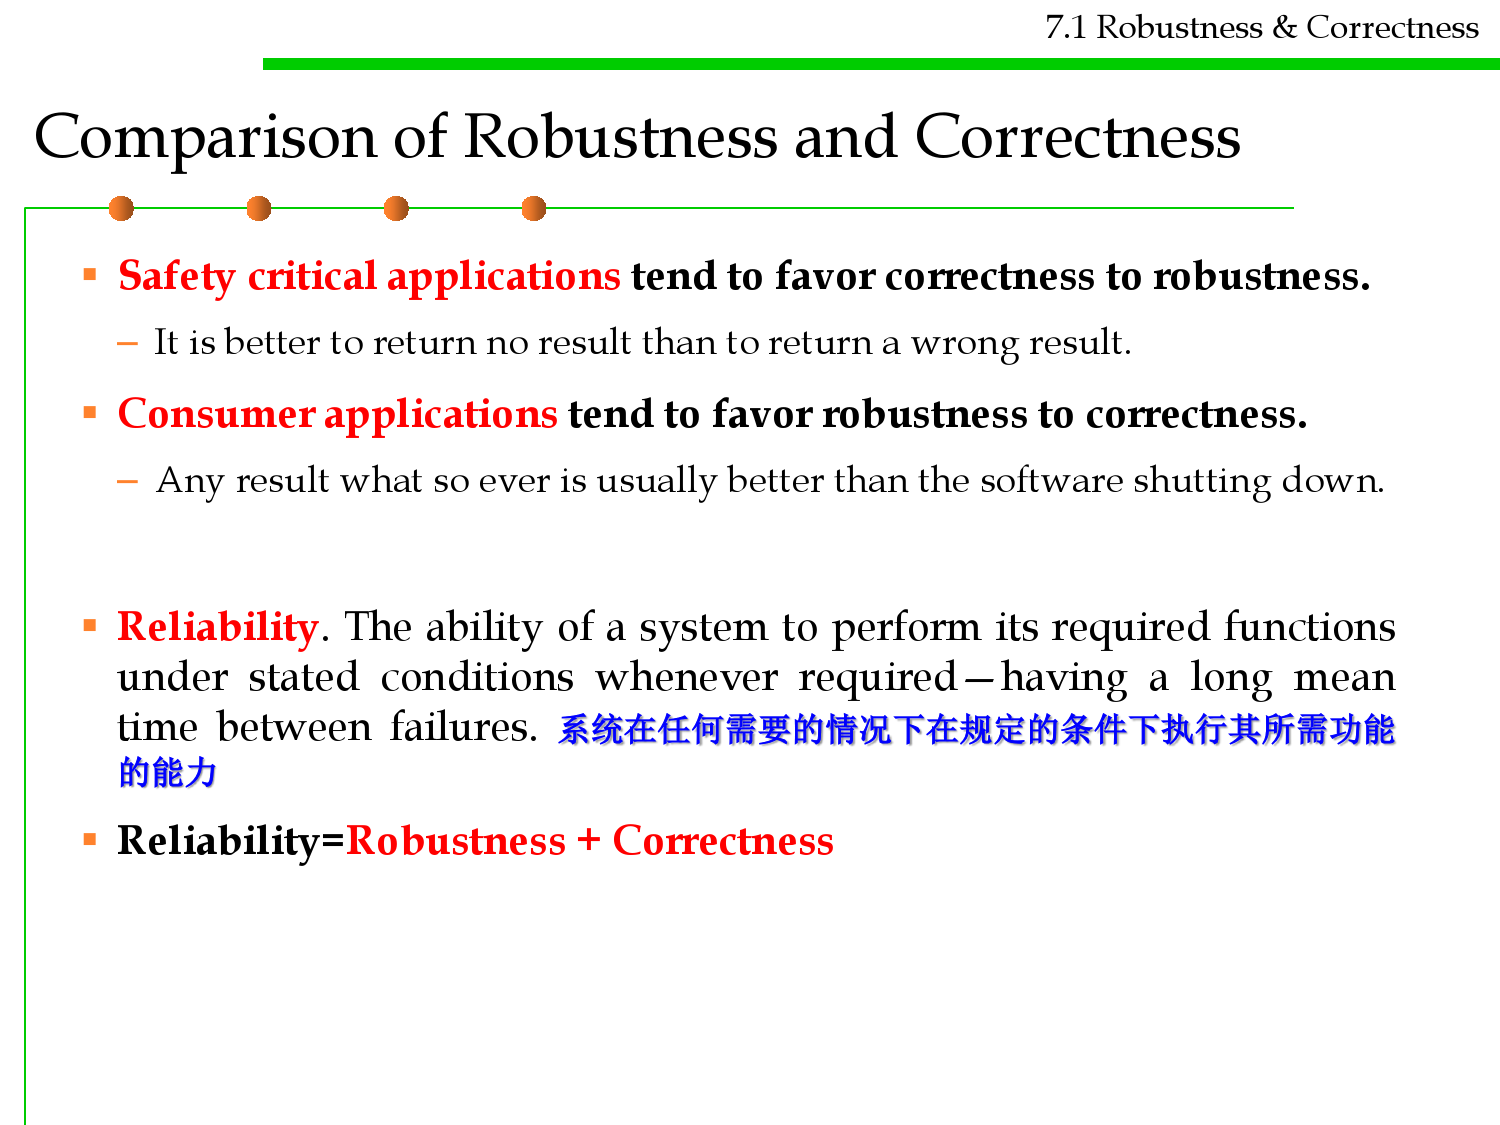 7.1 Robustness & Correctness
Comparison of Robustness and Correctness
▪ Safety critical applications tend to favor correctness to robustness.
– It is better to return no result than to return a wrong result.
▪ Consumer applications tend to favor robustness to correctness.
– Any result what so ever is usually better than the software shutting down.
▪ Reliability. The ability of a system to perform its required functions
under stated conditions whenever required—having a long mean
time between failures. 系统在任何需要的情况下在规定的条件下执行其所需功能
的能力
▪ Reliability=Robustness + Correctness